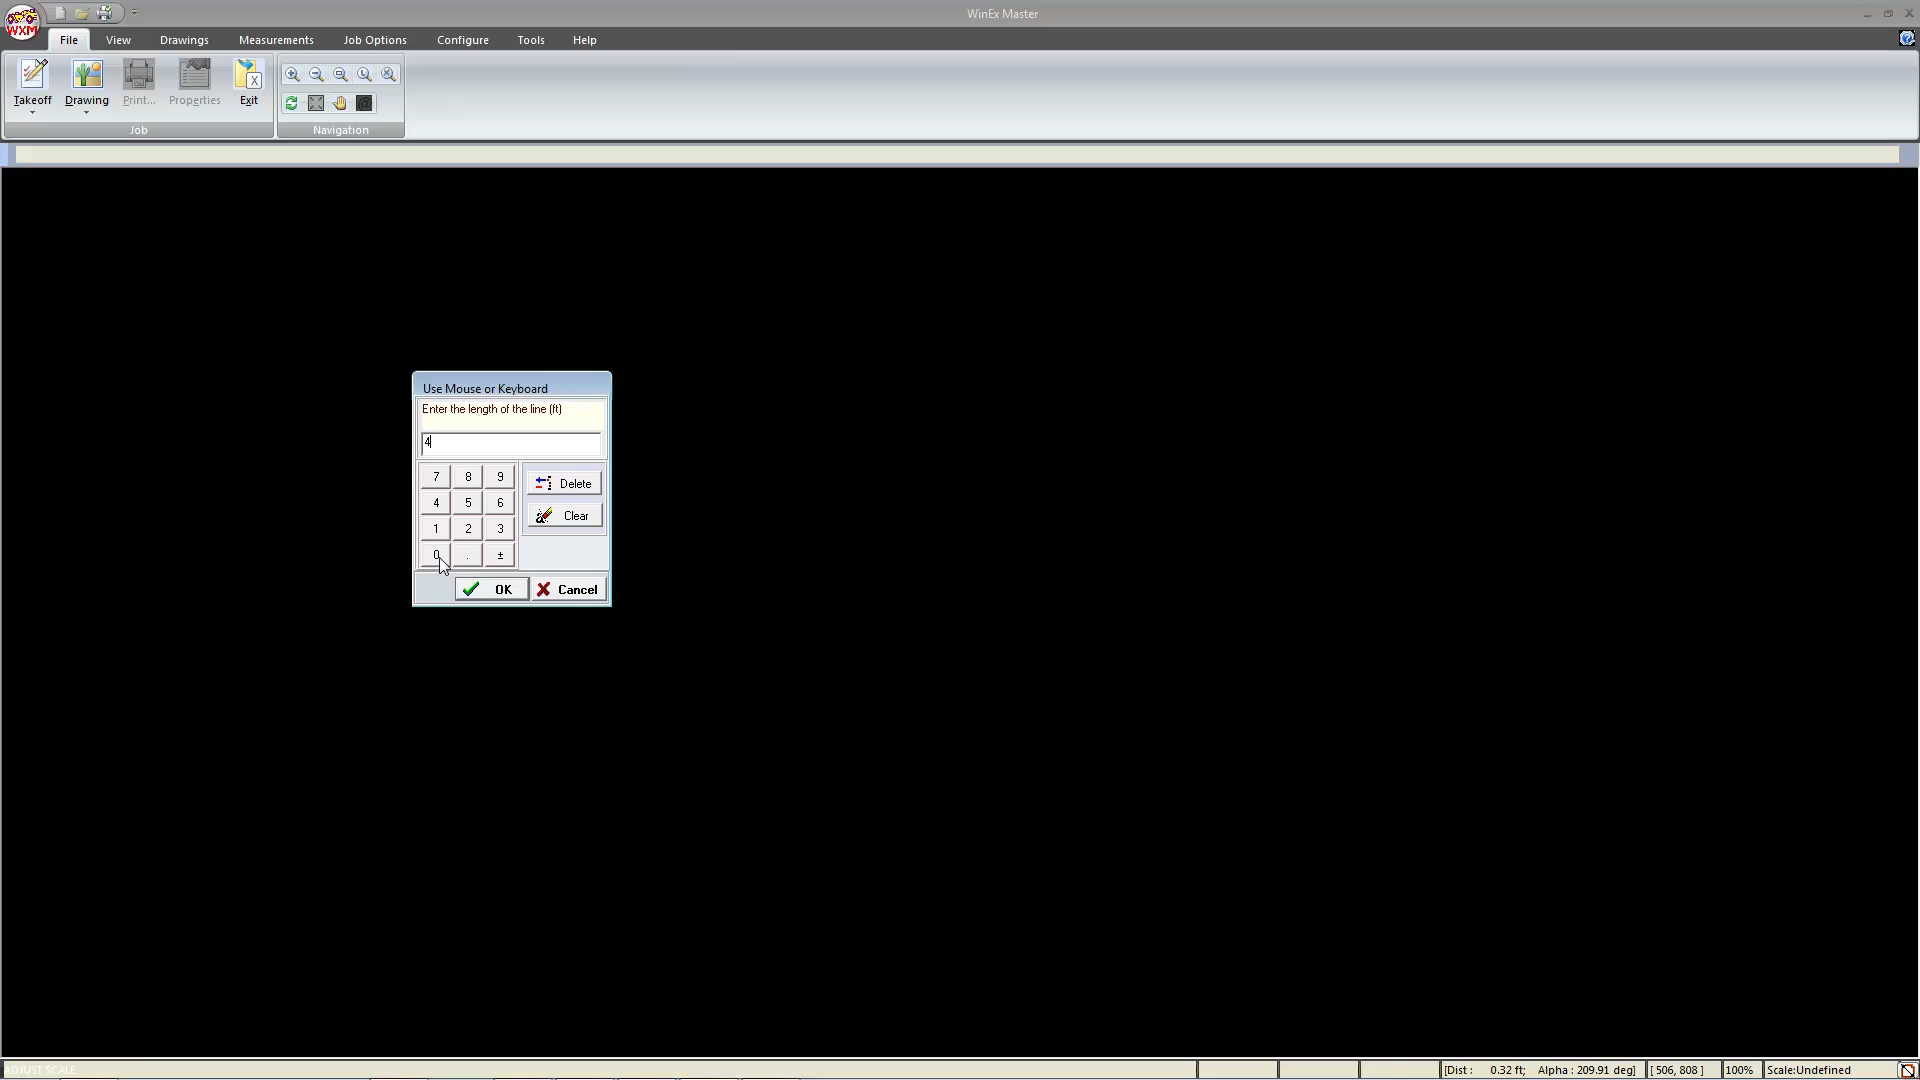 WinEx Master
WXM
File View Drawings Measurements Job Options Configure Tools Help
Takeoff Drawing Print... Properties Exit
Job Navigation
Use Mouse or Keyboard
Enter the length of the line (ft)
4
7 8 9 Delete
4 5 6 Clear
1 2 3
0 . ±
OK Cancel
ADJUST SCALE [Dist : 0.32 ft; Alpha : 209.91 deg] [ 506, 808 ] 100% Scale:Undefined